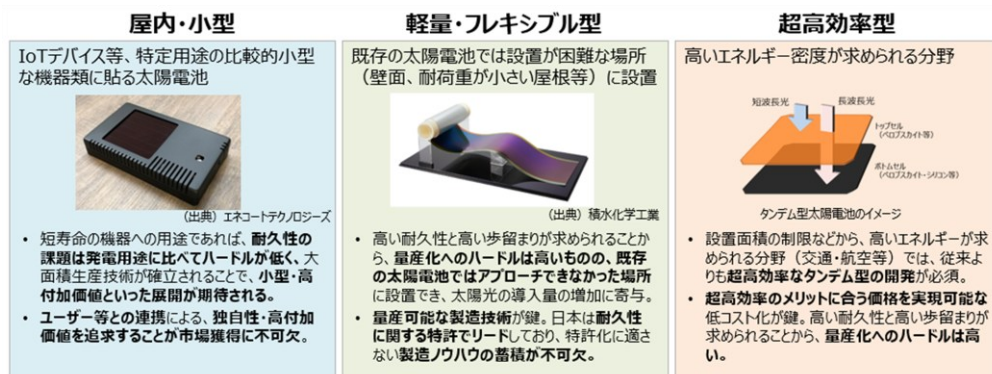 屋内・小型
IoTデバイス等、特定用途の比較的小型
な機器類に貼る太陽電池
（出典）エネコートテクノロジーズ
• 短寿命の機器への用途であれば、耐久性の
課題は発電用途に比べてハードルが低く、大
面積生産技術が確立されることで、小型・高
付加価値といった展開が期待される。
• ユーザー等との連携による、独自性・高付加
価値を追求することが市場獲得に不可欠。
軽量・フレキシブル型
既存の太陽電池では設置が困難な場所
（壁面、耐荷重が小さい屋根等）に設置
（出典）積水化学工業
• 高い耐久性と高い歩留まりが求められることか
ら、量産化へのハードルは高いものの、既存
の太陽電池ではアプローチできなかった場所
に設置でき、太陽光の導入量の増加に寄与。
• 量産可能な製造技術が鍵。日本は耐久性
に関する特許でリードしており、特許化に適さ
ない製造ノウハウの蓄積が不可欠。
超高効率型
高いエネルギー密度が求められる分野
短波長光
長波長光
トップセル
（ペロブスカイト等）
ボトムセル
（ペロブスカイト・シリコン等）
タンデム型太陽電池のイメージ
• 設置面積の制限などから、高いエネルギーが求
められる分野（交通・航空等）では、従来よ
りも超高効率なタンデム型の開発が必須。
• 超高効率のメリットに合う価格を実現可能な
低コスト化が鍵。高い耐久性と高い歩留まりが
求められることから、量産化へのハードルは高
い。